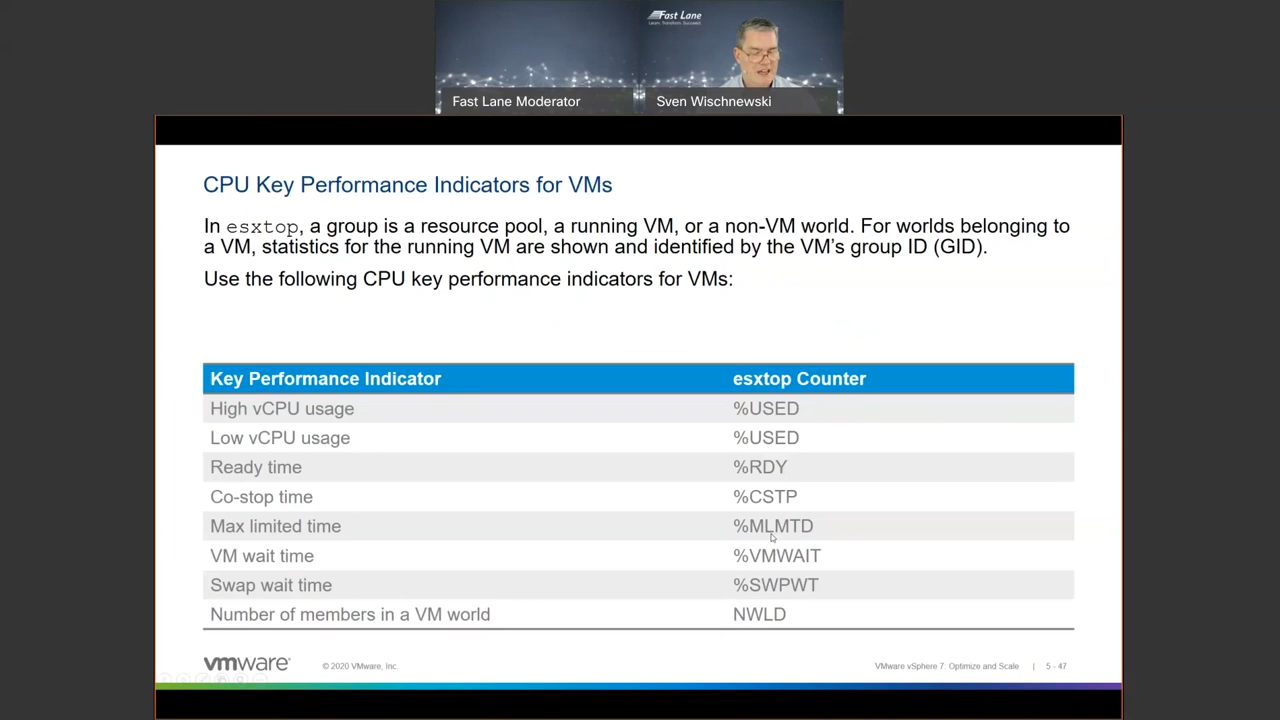 Fast Lane
Learn. Transform. Succeed.
Fast Lane Moderator
Sven Wischnewski
CPU Key Performance Indicators for VMs
In esxtop, a group is a resource pool, a running VM, or a non-VM world. For worlds belonging to
a VM, statistics for the running VM are shown and identified by the VM's group ID (GID).
Use the following CPU key performance indicators for VMs:
Key Performance Indicator esxtop Counter
High vCPU usage %USED
Low vCPU usage %USED
Ready time %RDY
Co-stop time %CSTP
Max limited time %MLMTD
VM wait time %VMWAIT
Swap wait time %SWPWT
Number of members in a VM world NWLD
vmware® © 2020 VMware, Inc. VMware vSphere 7: Optimize and Scale | 5 - 47